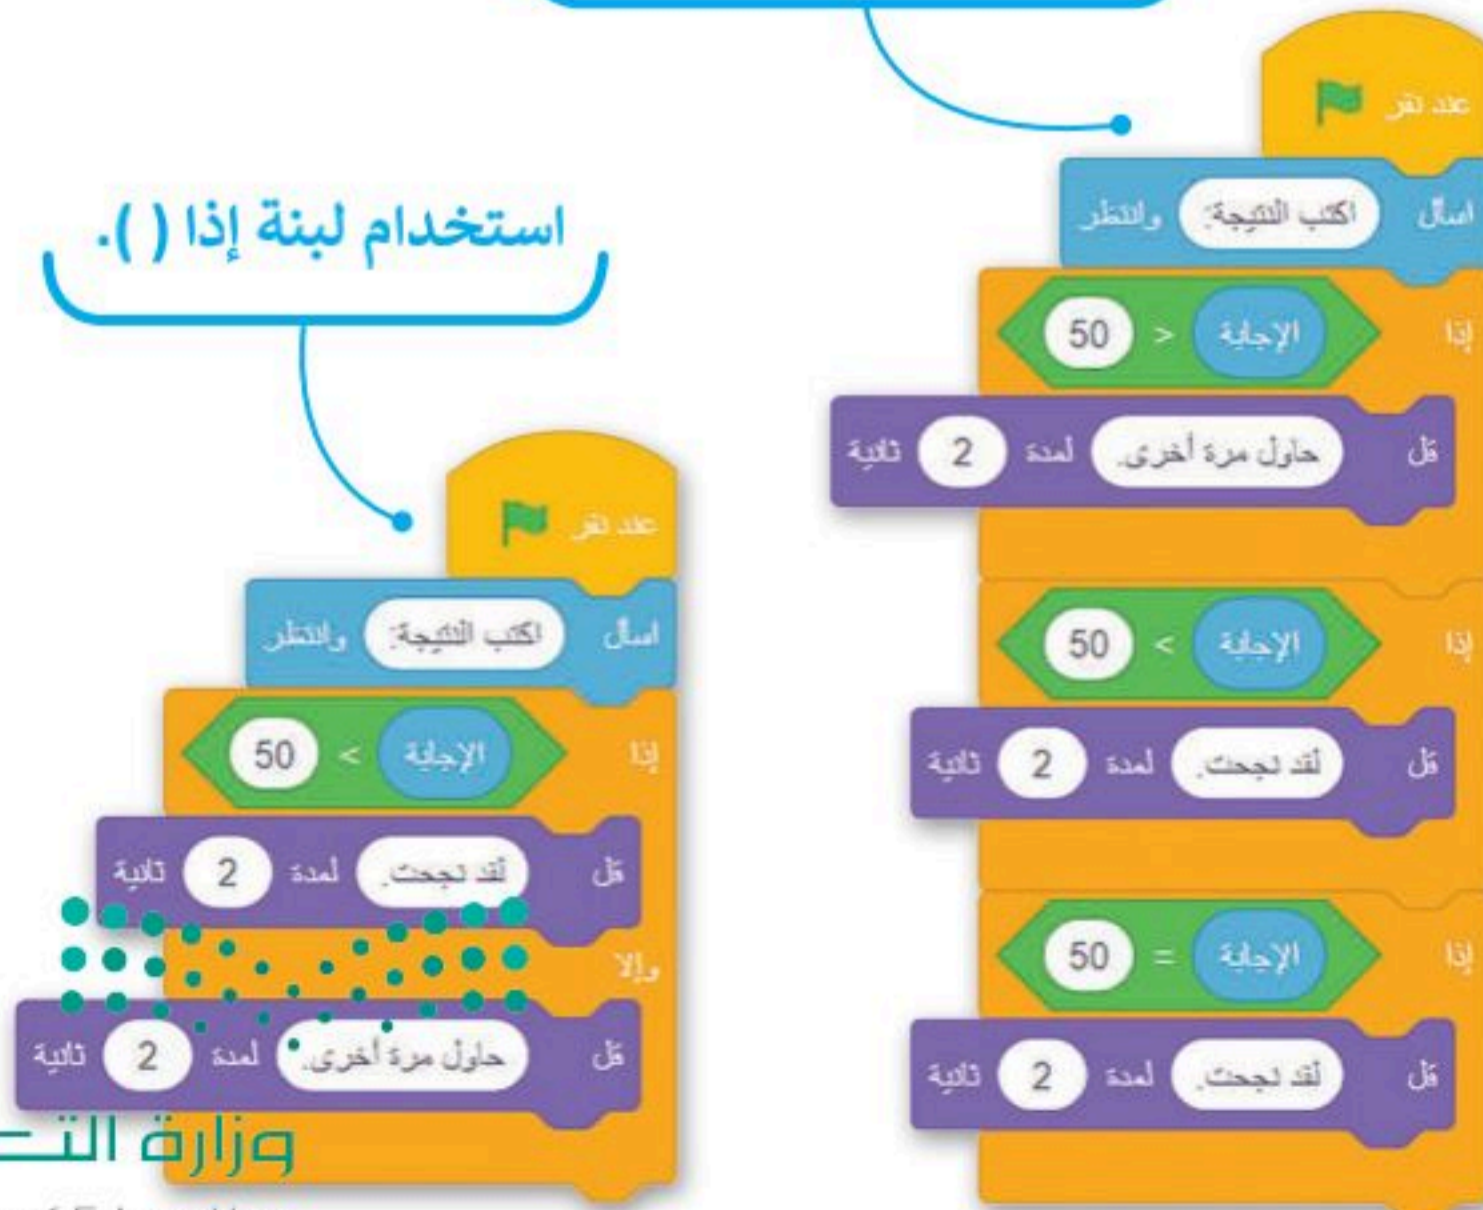 استخدام لبنة إذا ( ).
عند نقر
اسأل اكتب النتيجة: وانتظر
إذا الإجابة < 50
قل حاول مرة أخرى. لمدة 2 ثانية
إذا الإجابة > 50
قل لقد نجحت. لمدة 2 ثانية
إذا الإجابة = 50
قل لقد نجحت. لمدة 2 ثانية
عند نقر
اسأل اكتب النتيجة: وانتظر
إذا الإجابة > 50
قل لقد نجحت. لمدة 2 ثانية
وإلا
قل حاول مرة أخرى. لمدة 2 ثانية
وزارة